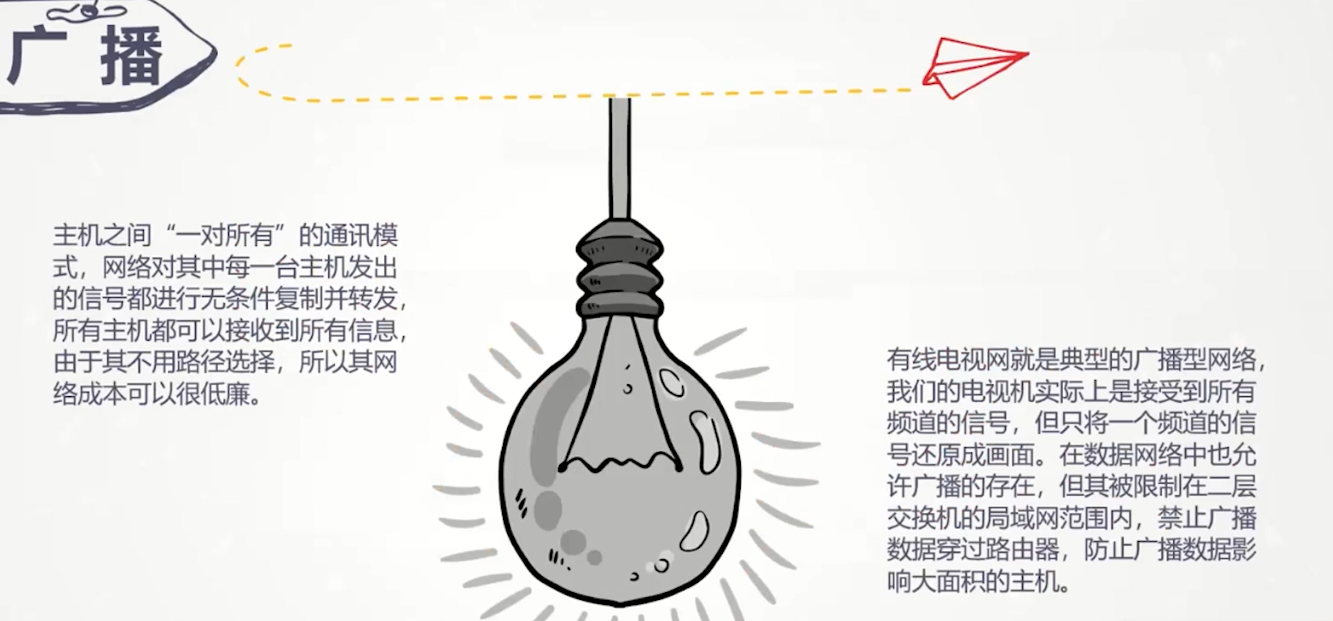 广 播
主机之间“一对所有”的通讯模
式，网络对其中每一台主机发出
的信号都进行无条件复制并转发，
所有主机都可以接收到所有信息，
由于其不用路径选择，所以其网
络成本可以很低廉。
有线电视网就是典型的广播型网络，
我们的电视机实际上是接受到所有
频道的信号，但只将一个频道的信
号还原成画面。在数据网络中也允
许广播的存在，但其被限制在二层
交换机的局域网范围内，禁止广播
数据穿过路由器，防止广播数据影
响大面积的主机。